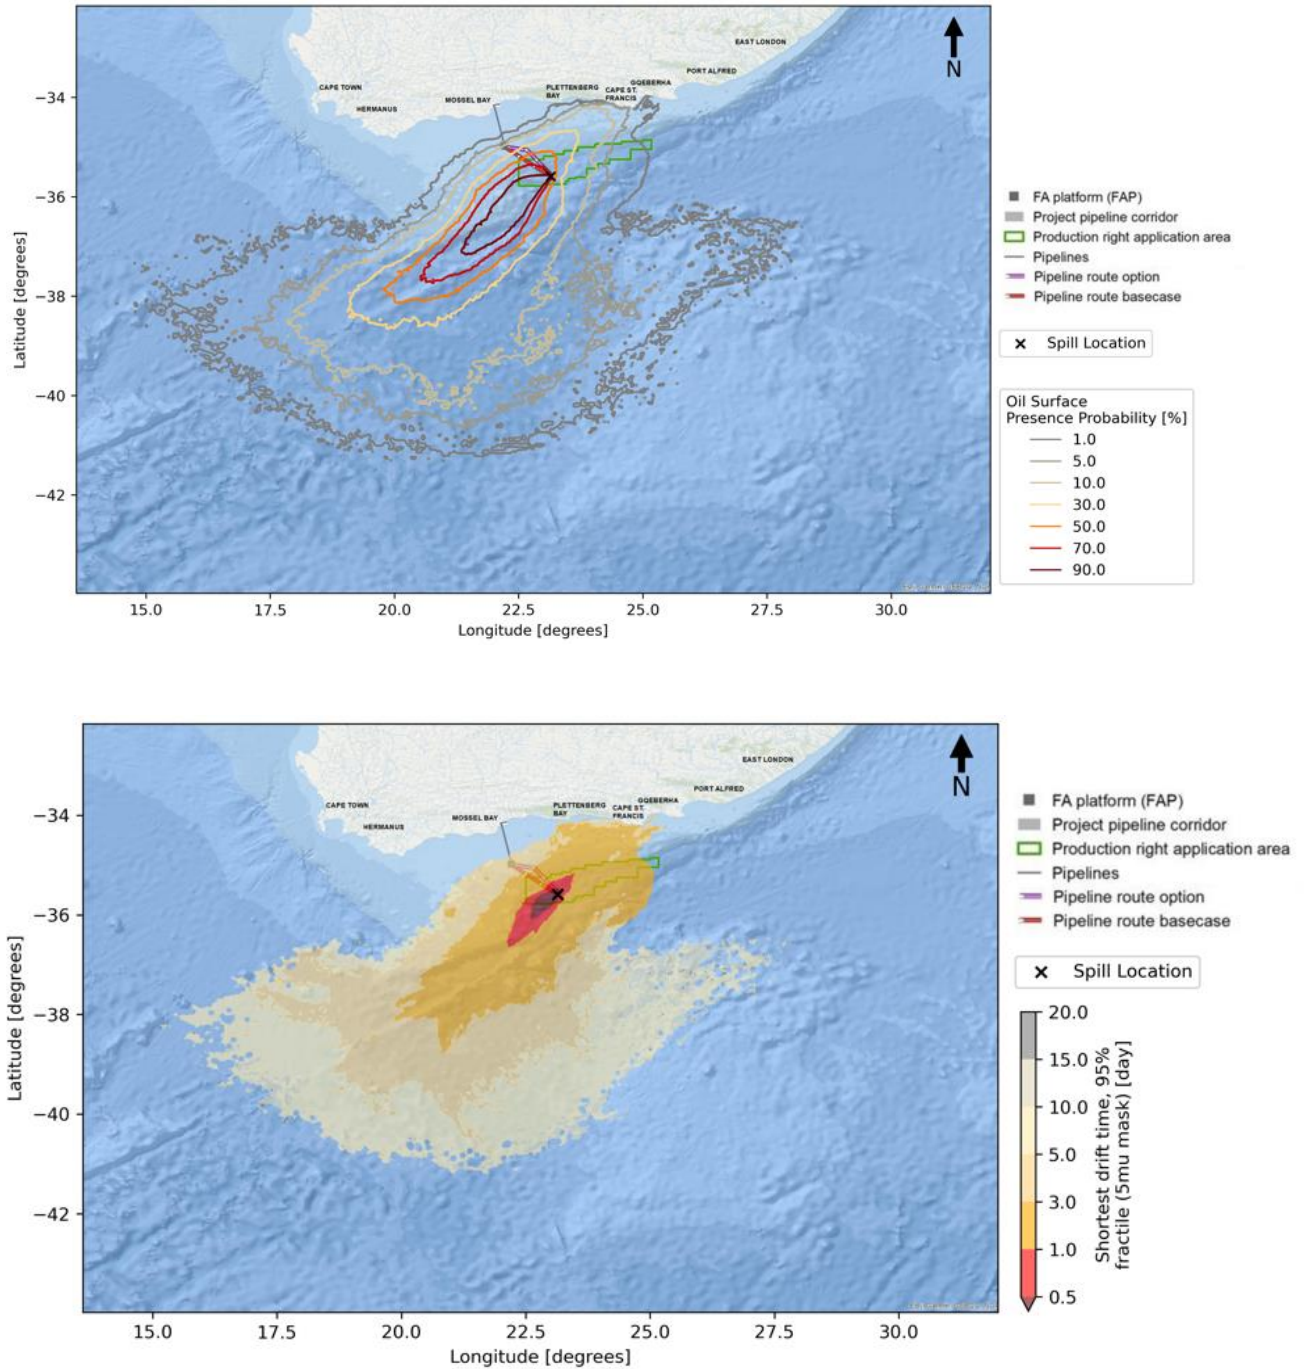 EAST LONDON
PORT ALFRED
GQEBERHA
CAPE TOWN
HERMANUS
MOSSEL BAY
PLETTENBERG
BAY
CAPE ST.
FRANCIS
N
−34
−36
−38
−40
−42
Latitude [degrees]
15.0
17.5
20.0
22.5
25.0
27.5
30.0
Longitude [degrees]
FA platform (FAP)
Project pipeline corridor
Production right application area
Pipelines
Pipeline route option
Pipeline route basecase
Spill Location
Oil Surface
Presence Probability [%]
1.0
5.0
10.0
30.0
50.0
70.0
90.0
EAST LONDON
PORT ALFRED
GQEBERHA
CAPE TOWN
HERMANUS
MOSSEL BAY
PLETTENBERG
BAY
CAPE ST.
FRANCIS
N
−34
−36
−38
−40
−42
Latitude [degrees]
15.0
17.5
20.0
22.5
25.0
27.5
30.0
Longitude [degrees]
FA platform (FAP)
Project pipeline corridor
Production right application area
Pipelines
Pipeline route option
Pipeline route basecase
Spill Location
20.0
15.0
10.0
5.0
3.0
1.0
0.5
Shortest drift time, 95%
fractile (5mu mask) [day]